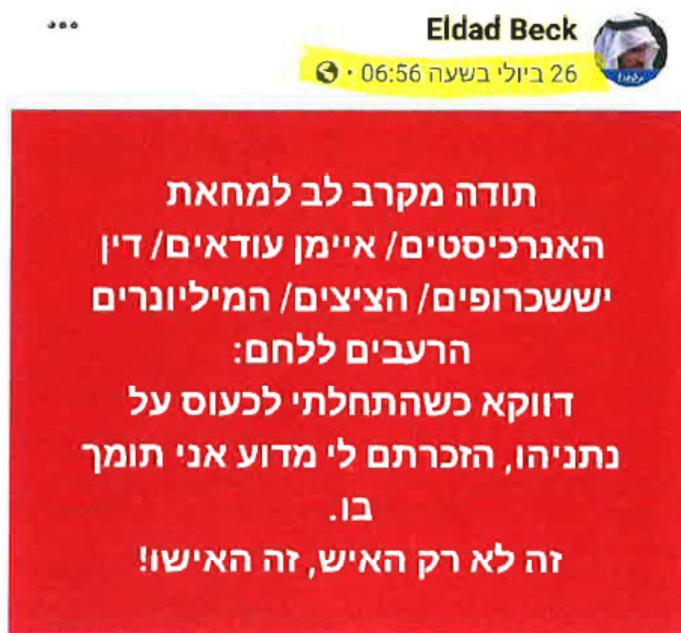 Eldad Beck
26 ביולי בשעה 06:56 ·
תודה מקרב לב למחאת
האנרכיסטים/ איימן עודאים/ דין
יששכרופים/ הציצים/ המיליונרים
הרעבים ללחם:
דווקא כשהתחלתי לכעוס על
נתניהו, הזכרתם לי מדוע אני תומך
בו.
זה לא רק האיש, זה האישו!